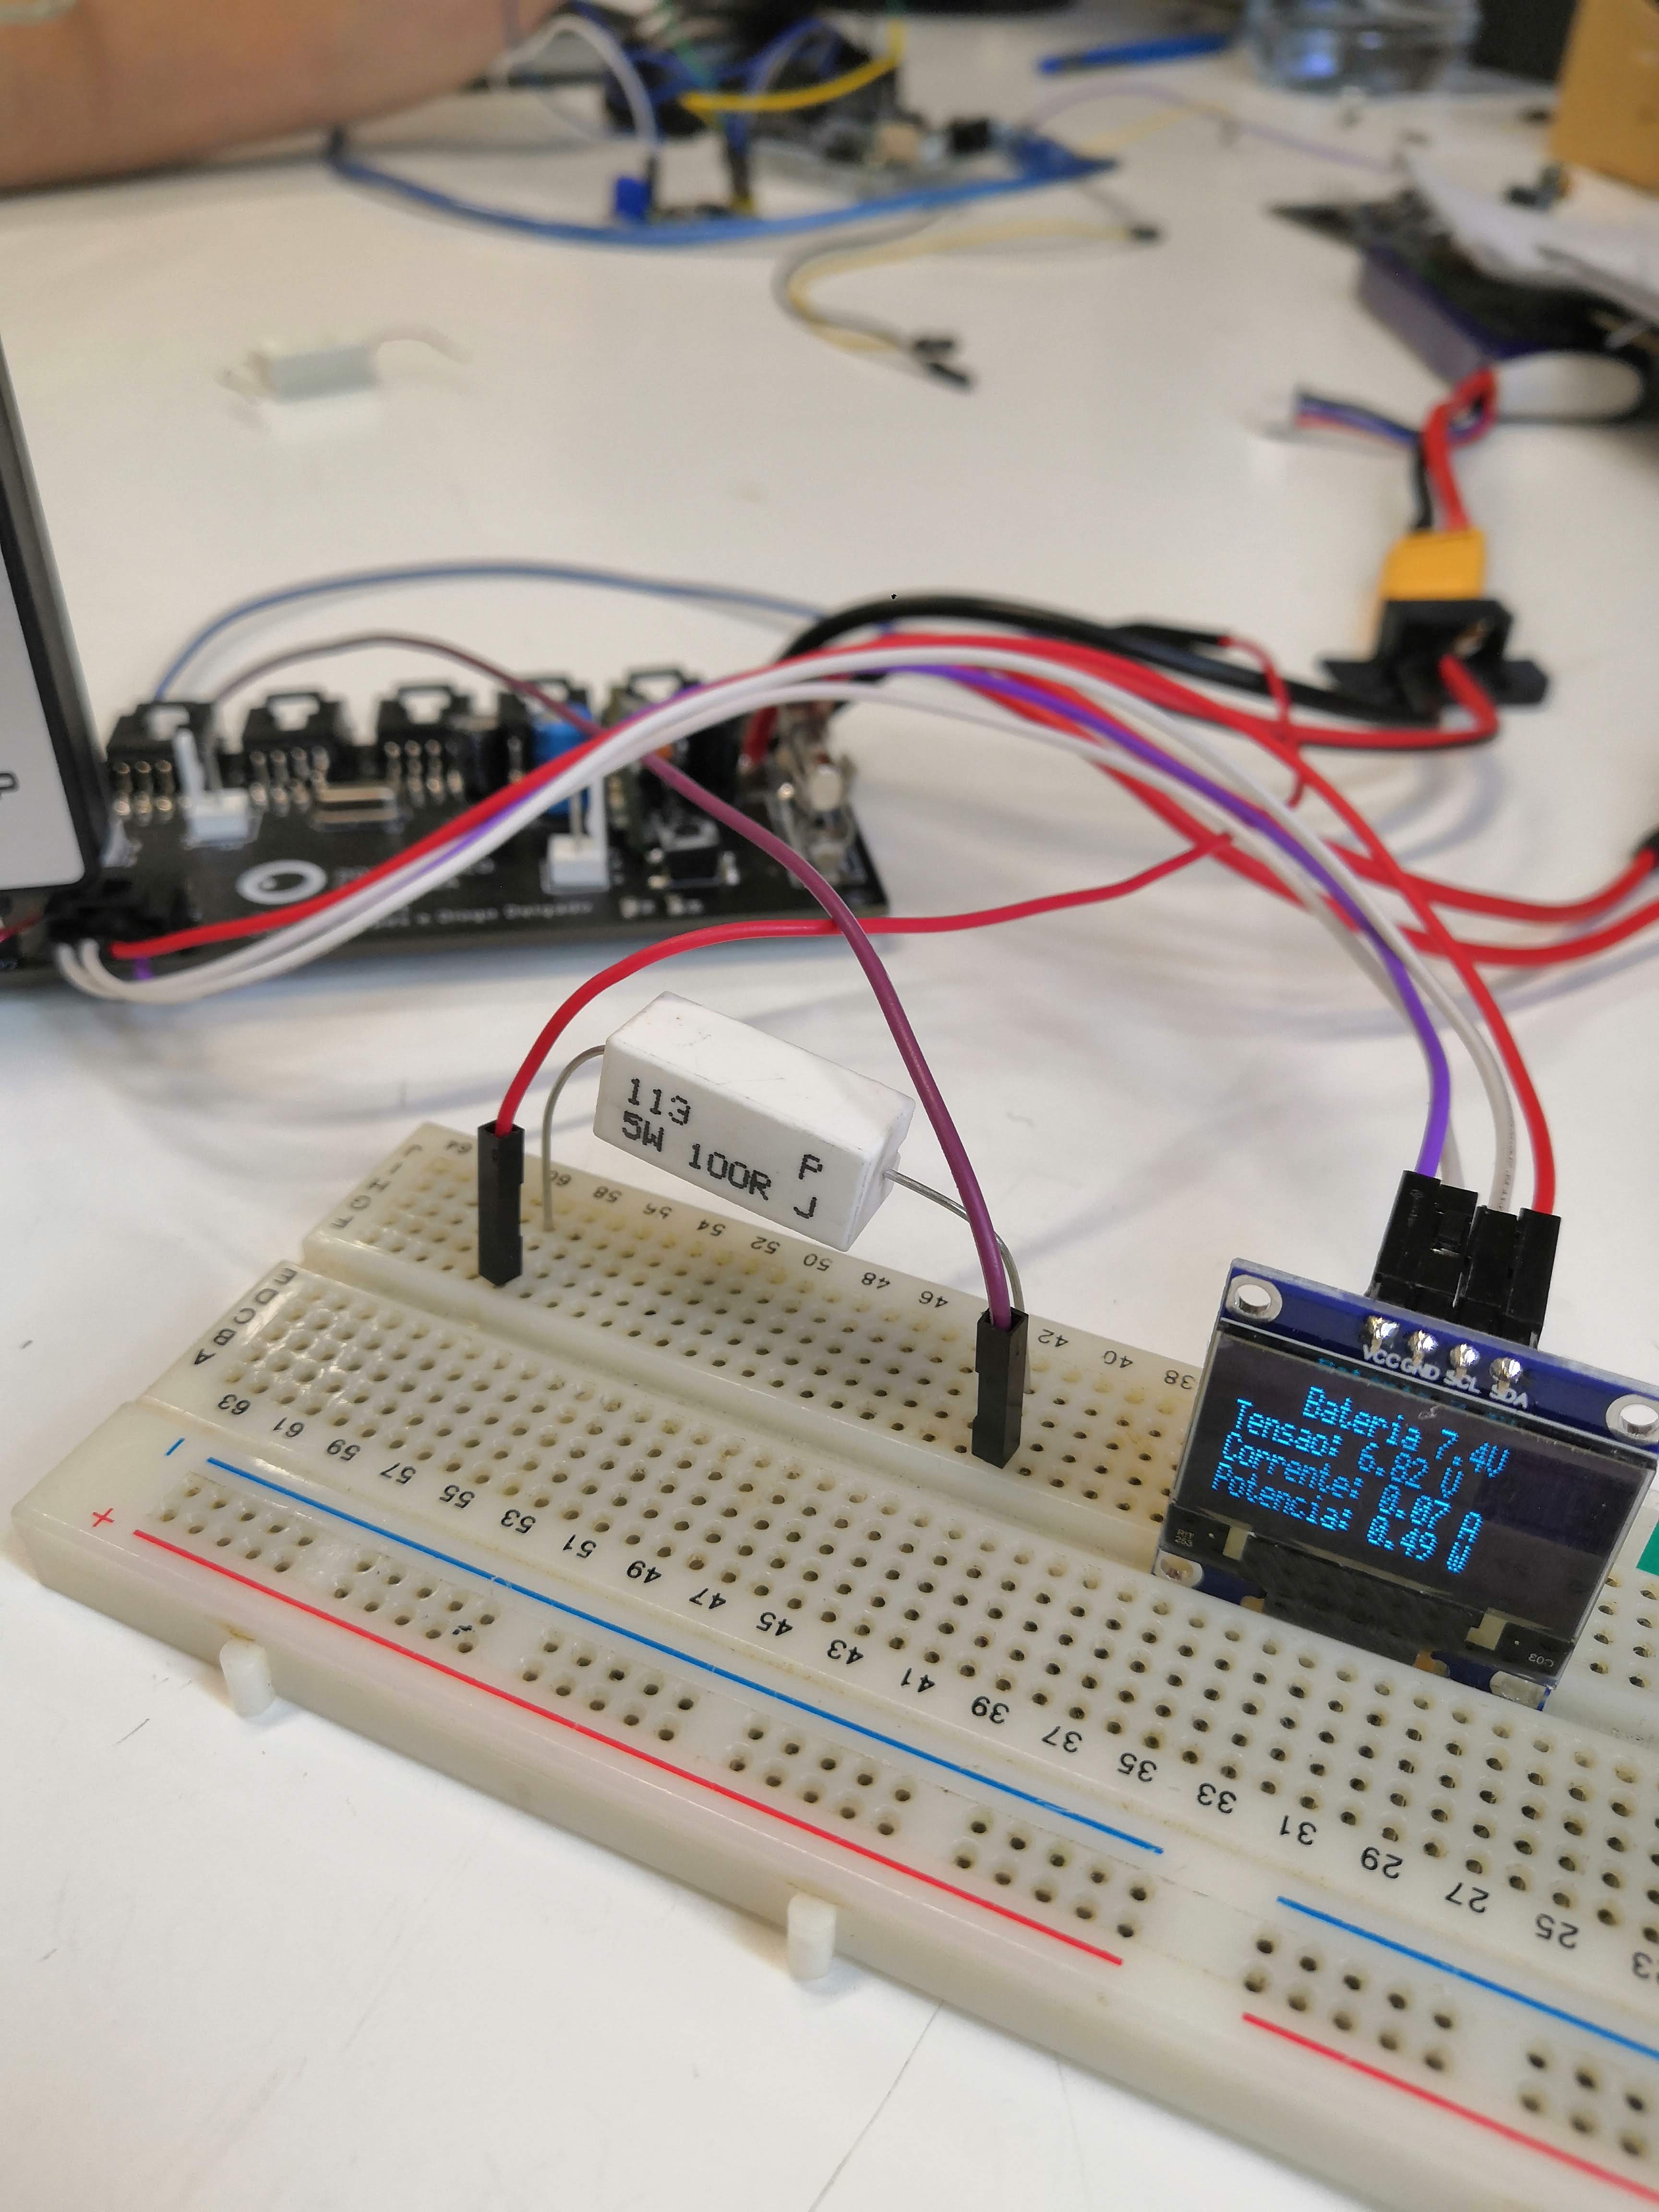 113
5W 100R P
J
64 60 58 56 54 52 50 48 46 42 40 38
J
I
H
G
F
E
D
C
B
A
63 61 59 57 55 53 51 49 47 45 43 41 39 37 35 33 31 29 27 25
+
VCC GND SCL SDA
Bateria 7.4V
Tensao: 6.82 V
Corrente: 0.07 A
Potencia: 0.49 W